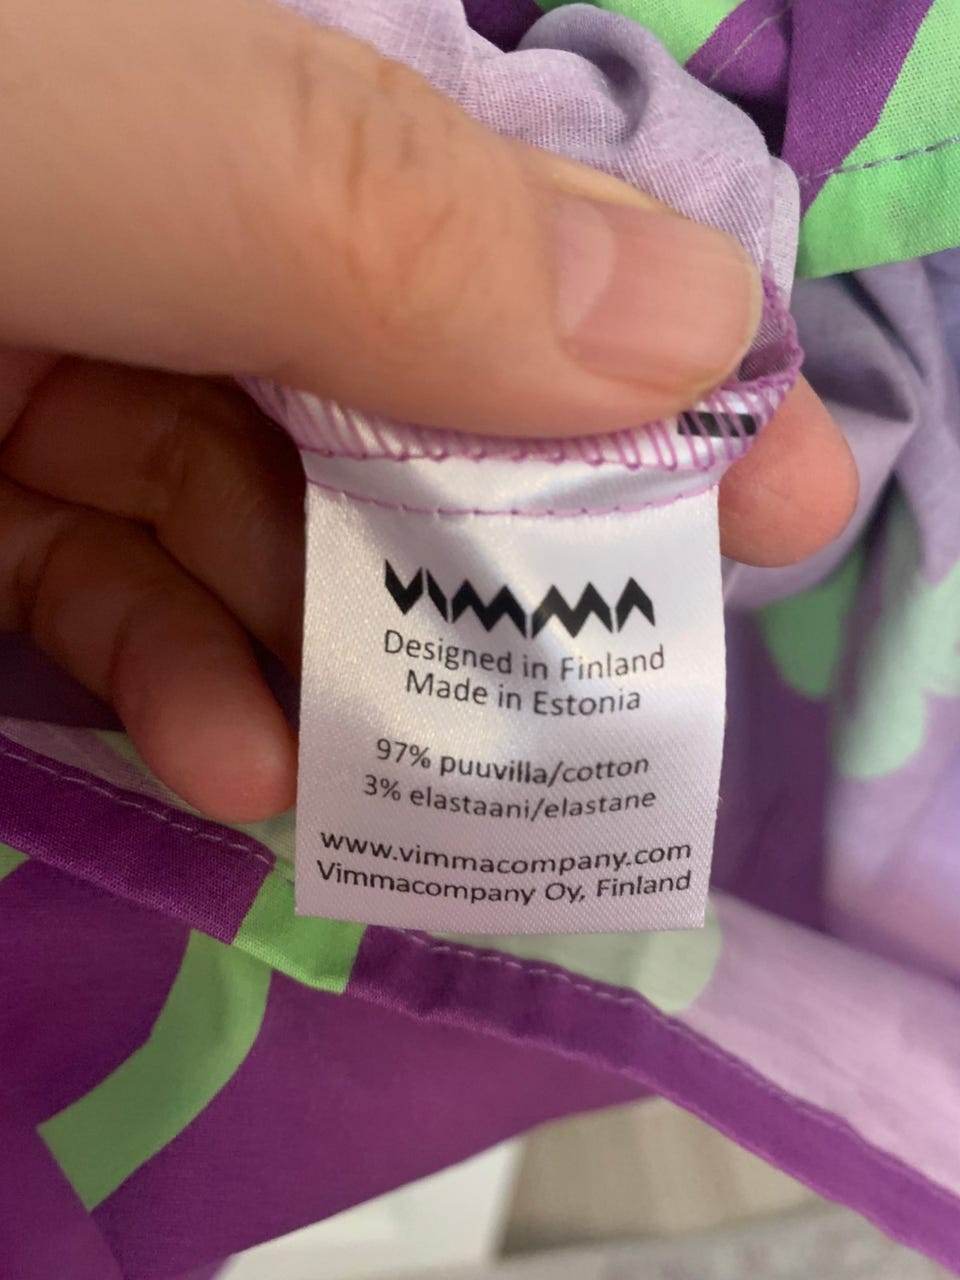 VIMMA
Designed in Finland
Made in Estonia
97% puuvilla/cotton
3% elastaani/elastane
www.vimmacompany.com
Vimmacompany Oy, Finland